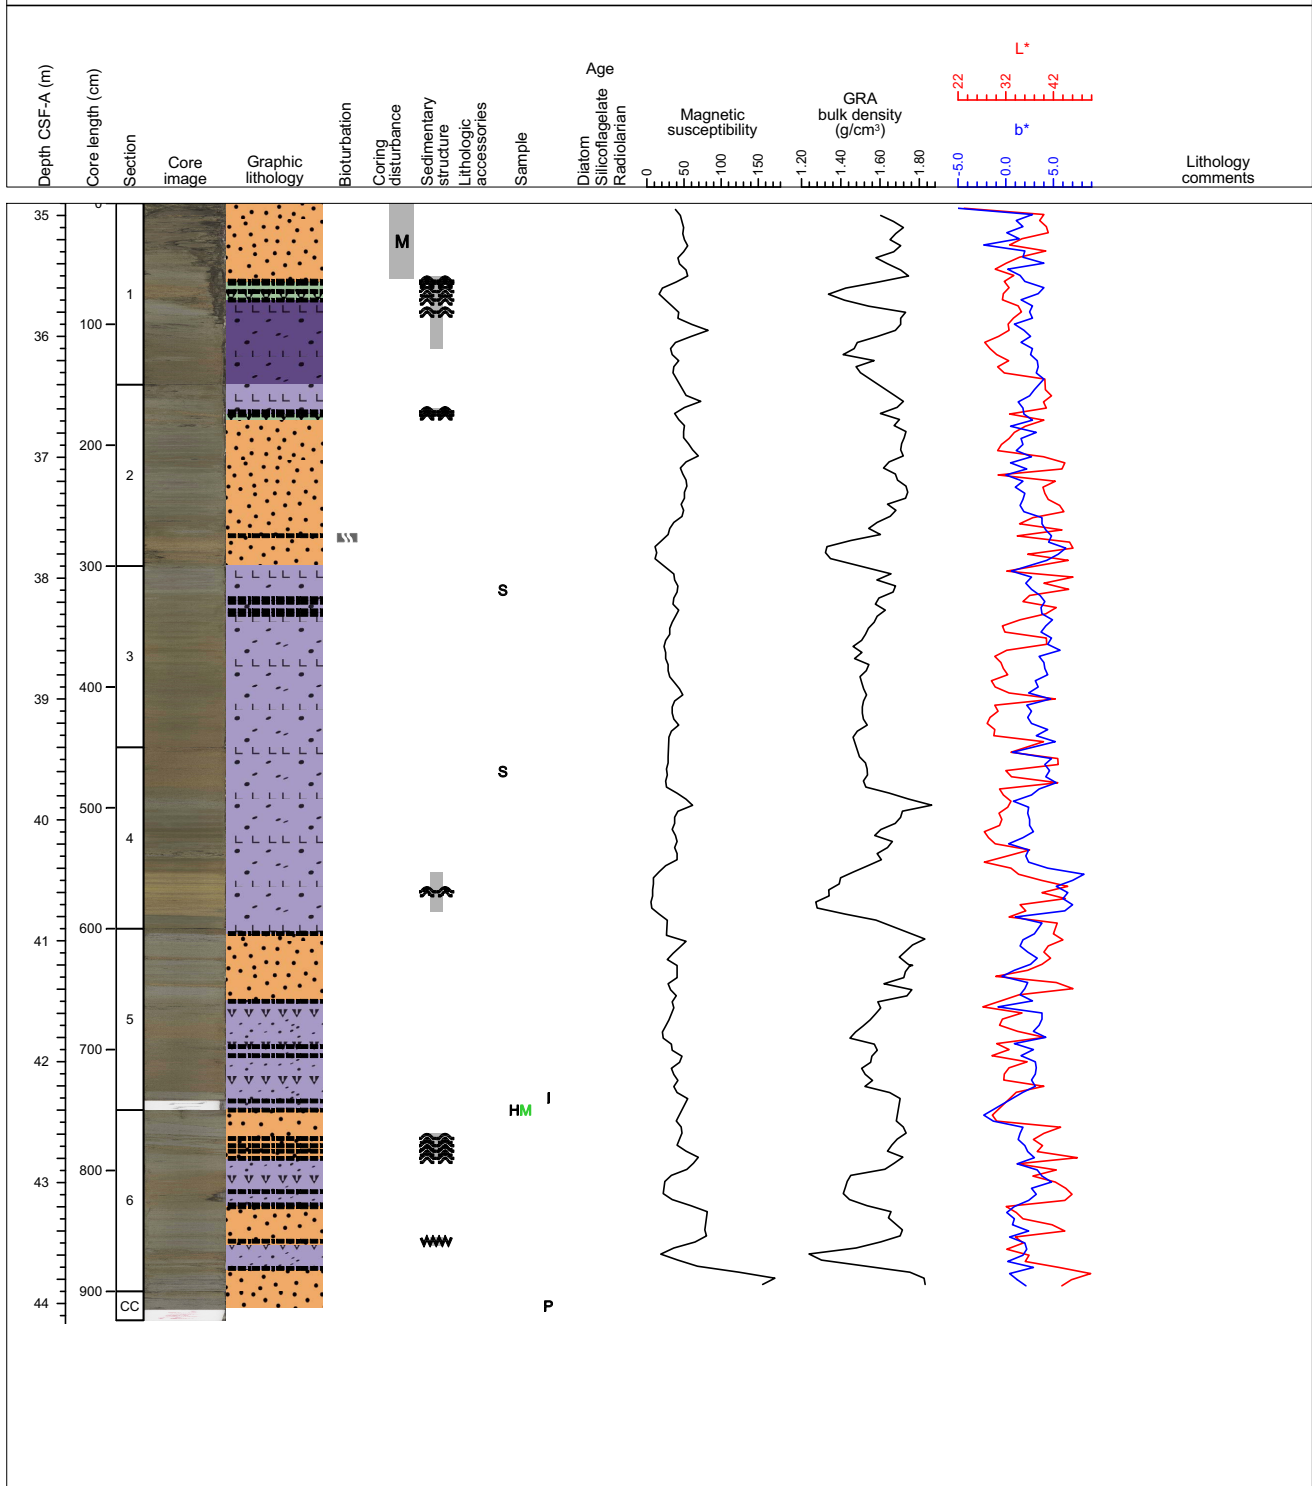 Depth CSF-A (m)
Core length (cm)
Section
Core
image
Graphic
lithology
Bioturbation
Coring
disturbance
Sedimentary
structure
Lithologic
accessories
Sample
Age
Diatom
Silicoflagelate
Radiolarian
Magnetic
susceptibility
0 50 100 150
GRA
bulk density
(g/cm³)
1.20 1.40 1.60 1.80
L*
22 32 42
b*
-5.0 0.0 5.0
Lithology
comments
35 0
M
1
100
36
200
37
2
300
38
S
3
400
39
S
500
40
4
600
41
5
700
42
I
HM
800
43
6
900
44 CC P